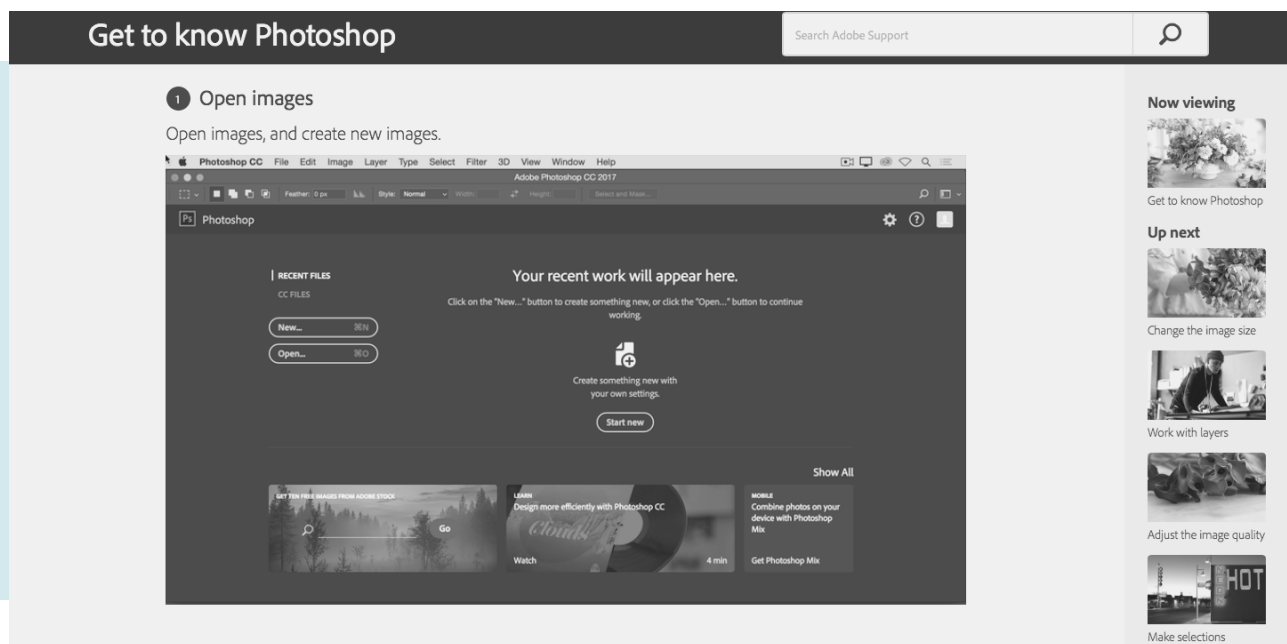 Get to know Photoshop
Search Adobe Support
1 Open images
Open images, and create new images.
Photoshop CC File Edit Image Layer Type Select Filter 3D View Window Help
Adobe Photoshop CC 2017
Feather: 0 px Style: Normal Width: Height: Select and Mask...
Ps Photoshop
RECENT FILES
CC FILES
New... ⌘N
Open... ⌘O
Your recent work will appear here.
Click on the "New..." button to create something new, or click the "Open..." button to continue
working.
Create something new with
your own settings.
Start new
Show All
GET TEN FREE IMAGES FROM ADOBE STOCK
Go
LEARN
Design more efficiently with Photoshop CC
Clouds
Watch 4 min
MOBILE
Combine photos on your
device with Photoshop
Mix
Get Photoshop Mix
Now viewing
Get to know Photoshop
Up next
Change the image size
Work with layers
Adjust the image quality
HOT
Make selections